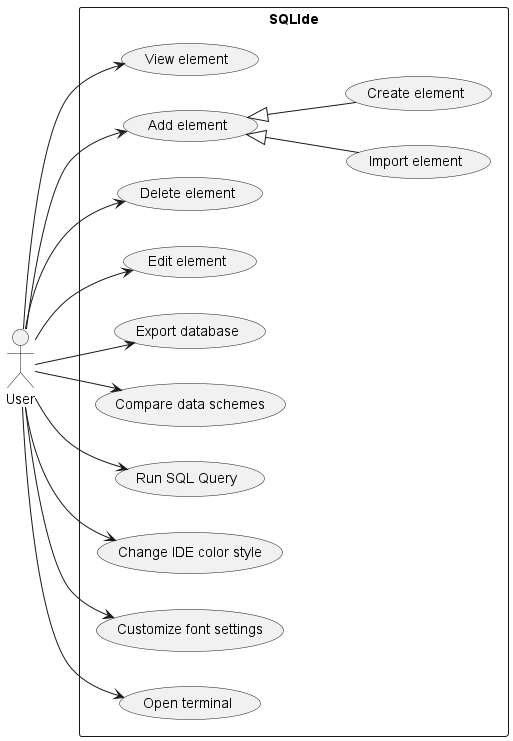 SQLIde
View element
Create element
Add element
Import element
Delete element
Edit element
Export database
User
Compare data schemes
Run SQL Query
Change IDE color style
Customize font settings
Open terminal